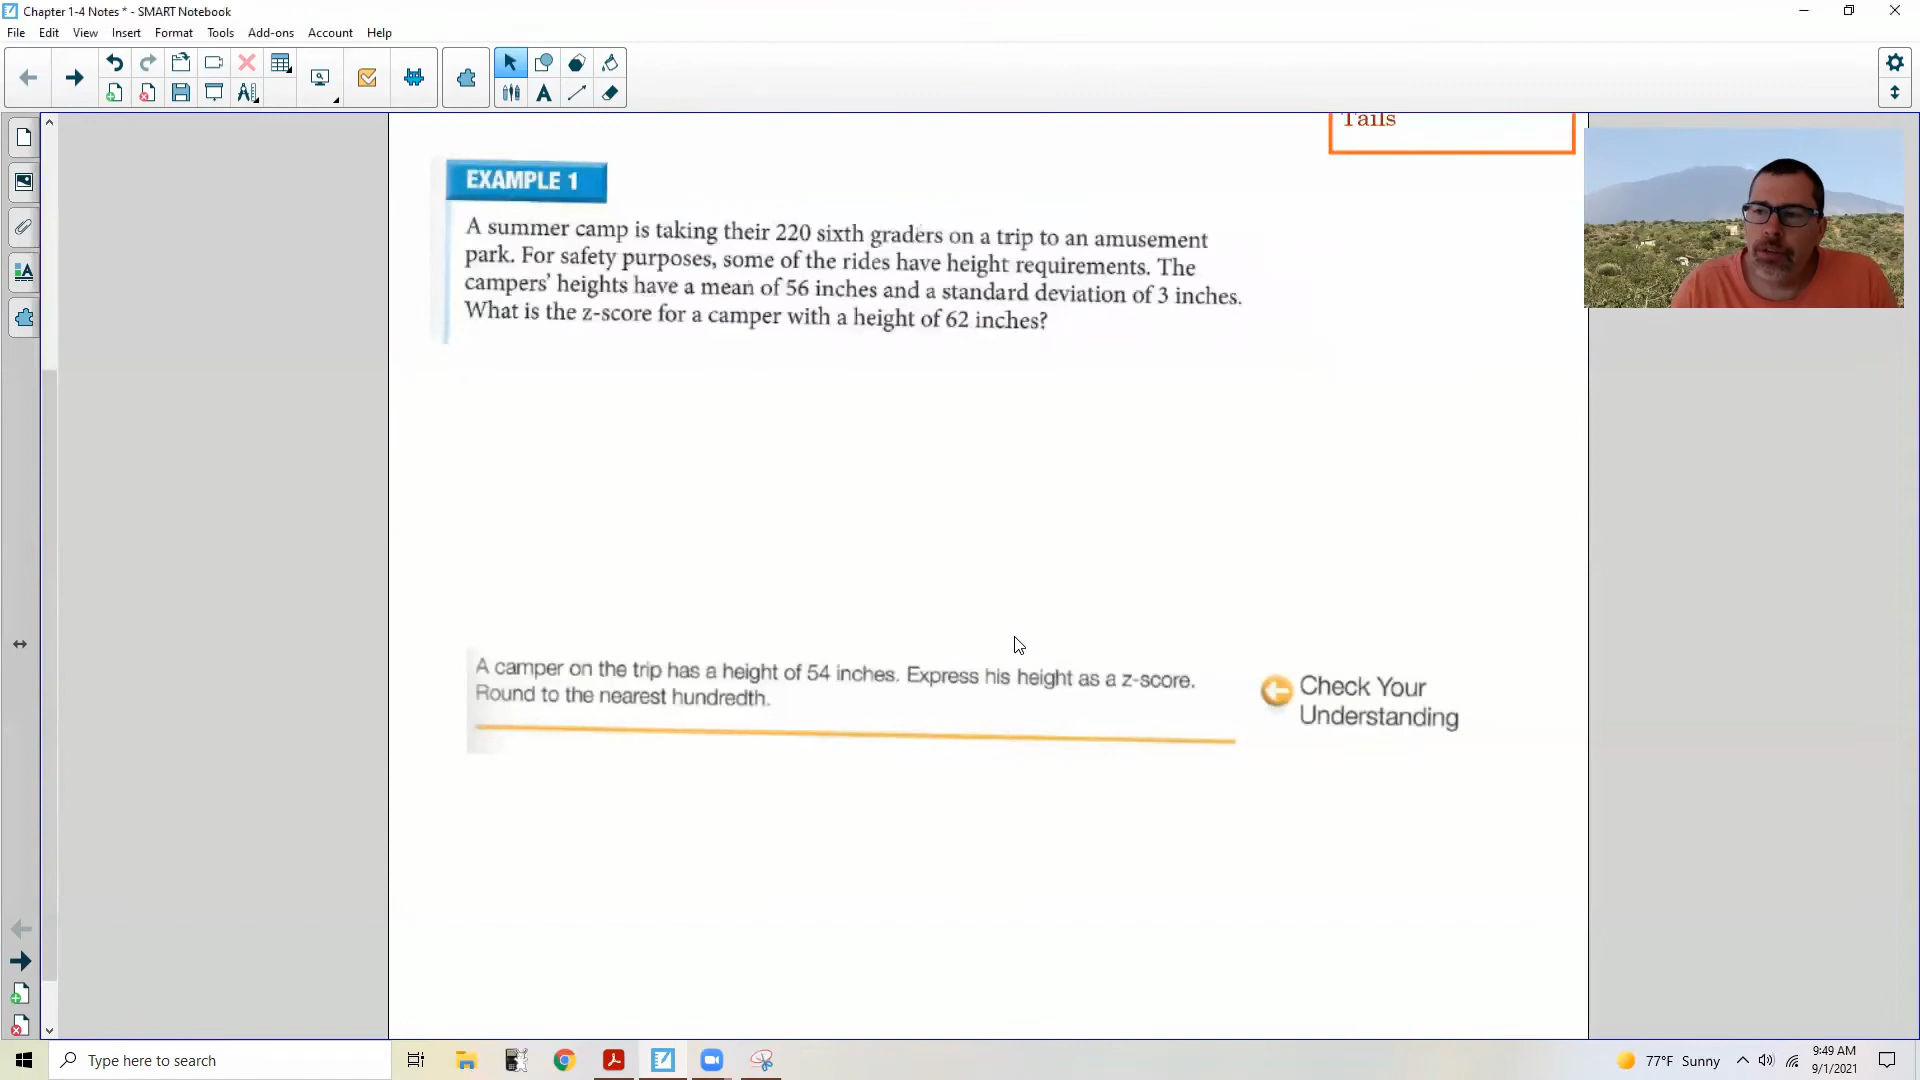 Chapter 1-4 Notes * - SMART Notebook
File Edit View Insert Format Tools Add-ons Account Help
Tails
EXAMPLE 1
A summer camp is taking their 220 sixth graders on a trip to an amusement
park. For safety purposes, some of the rides have height requirements. The
campers' heights have a mean of 56 inches and a standard deviation of 3 inches.
What is the z-score for a camper with a height of 62 inches?
A camper on the trip has a height of 54 inches. Express his height as a z-score.
Round to the nearest hundredth.
Check Your
Understanding
Type here to search
77°F Sunny
9:49 AM
9/1/2021